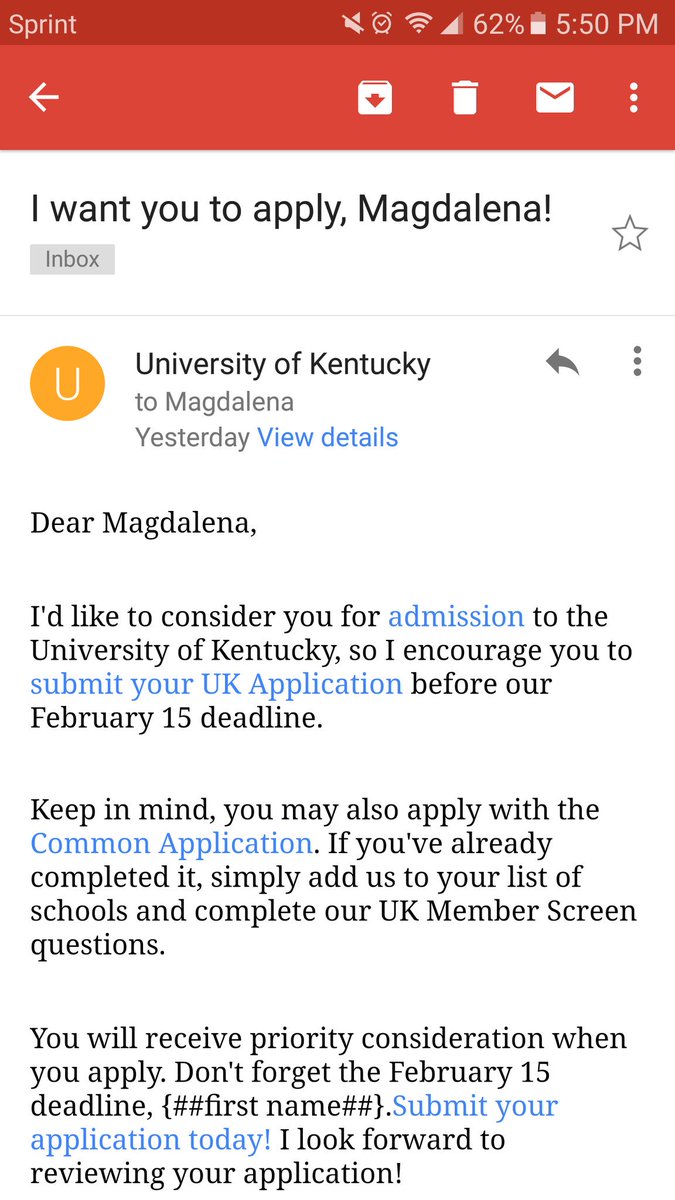 Sprint 62% 5:50 PM
I want you to apply, Magdalena!
Inbox
U
University of Kentucky
to Magdalena
Yesterday View details
Dear Magdalena,
I'd like to consider you for admission to the
University of Kentucky, so I encourage you to
submit your UK Application before our
February 15 deadline.
Keep in mind, you may also apply with the
Common Application. If you've already
completed it, simply add us to your list of
schools and complete our UK Member Screen
questions.
You will receive priority consideration when
you apply. Don't forget the February 15
deadline, {##first name##}.Submit your
application today! I look forward to
reviewing your application!